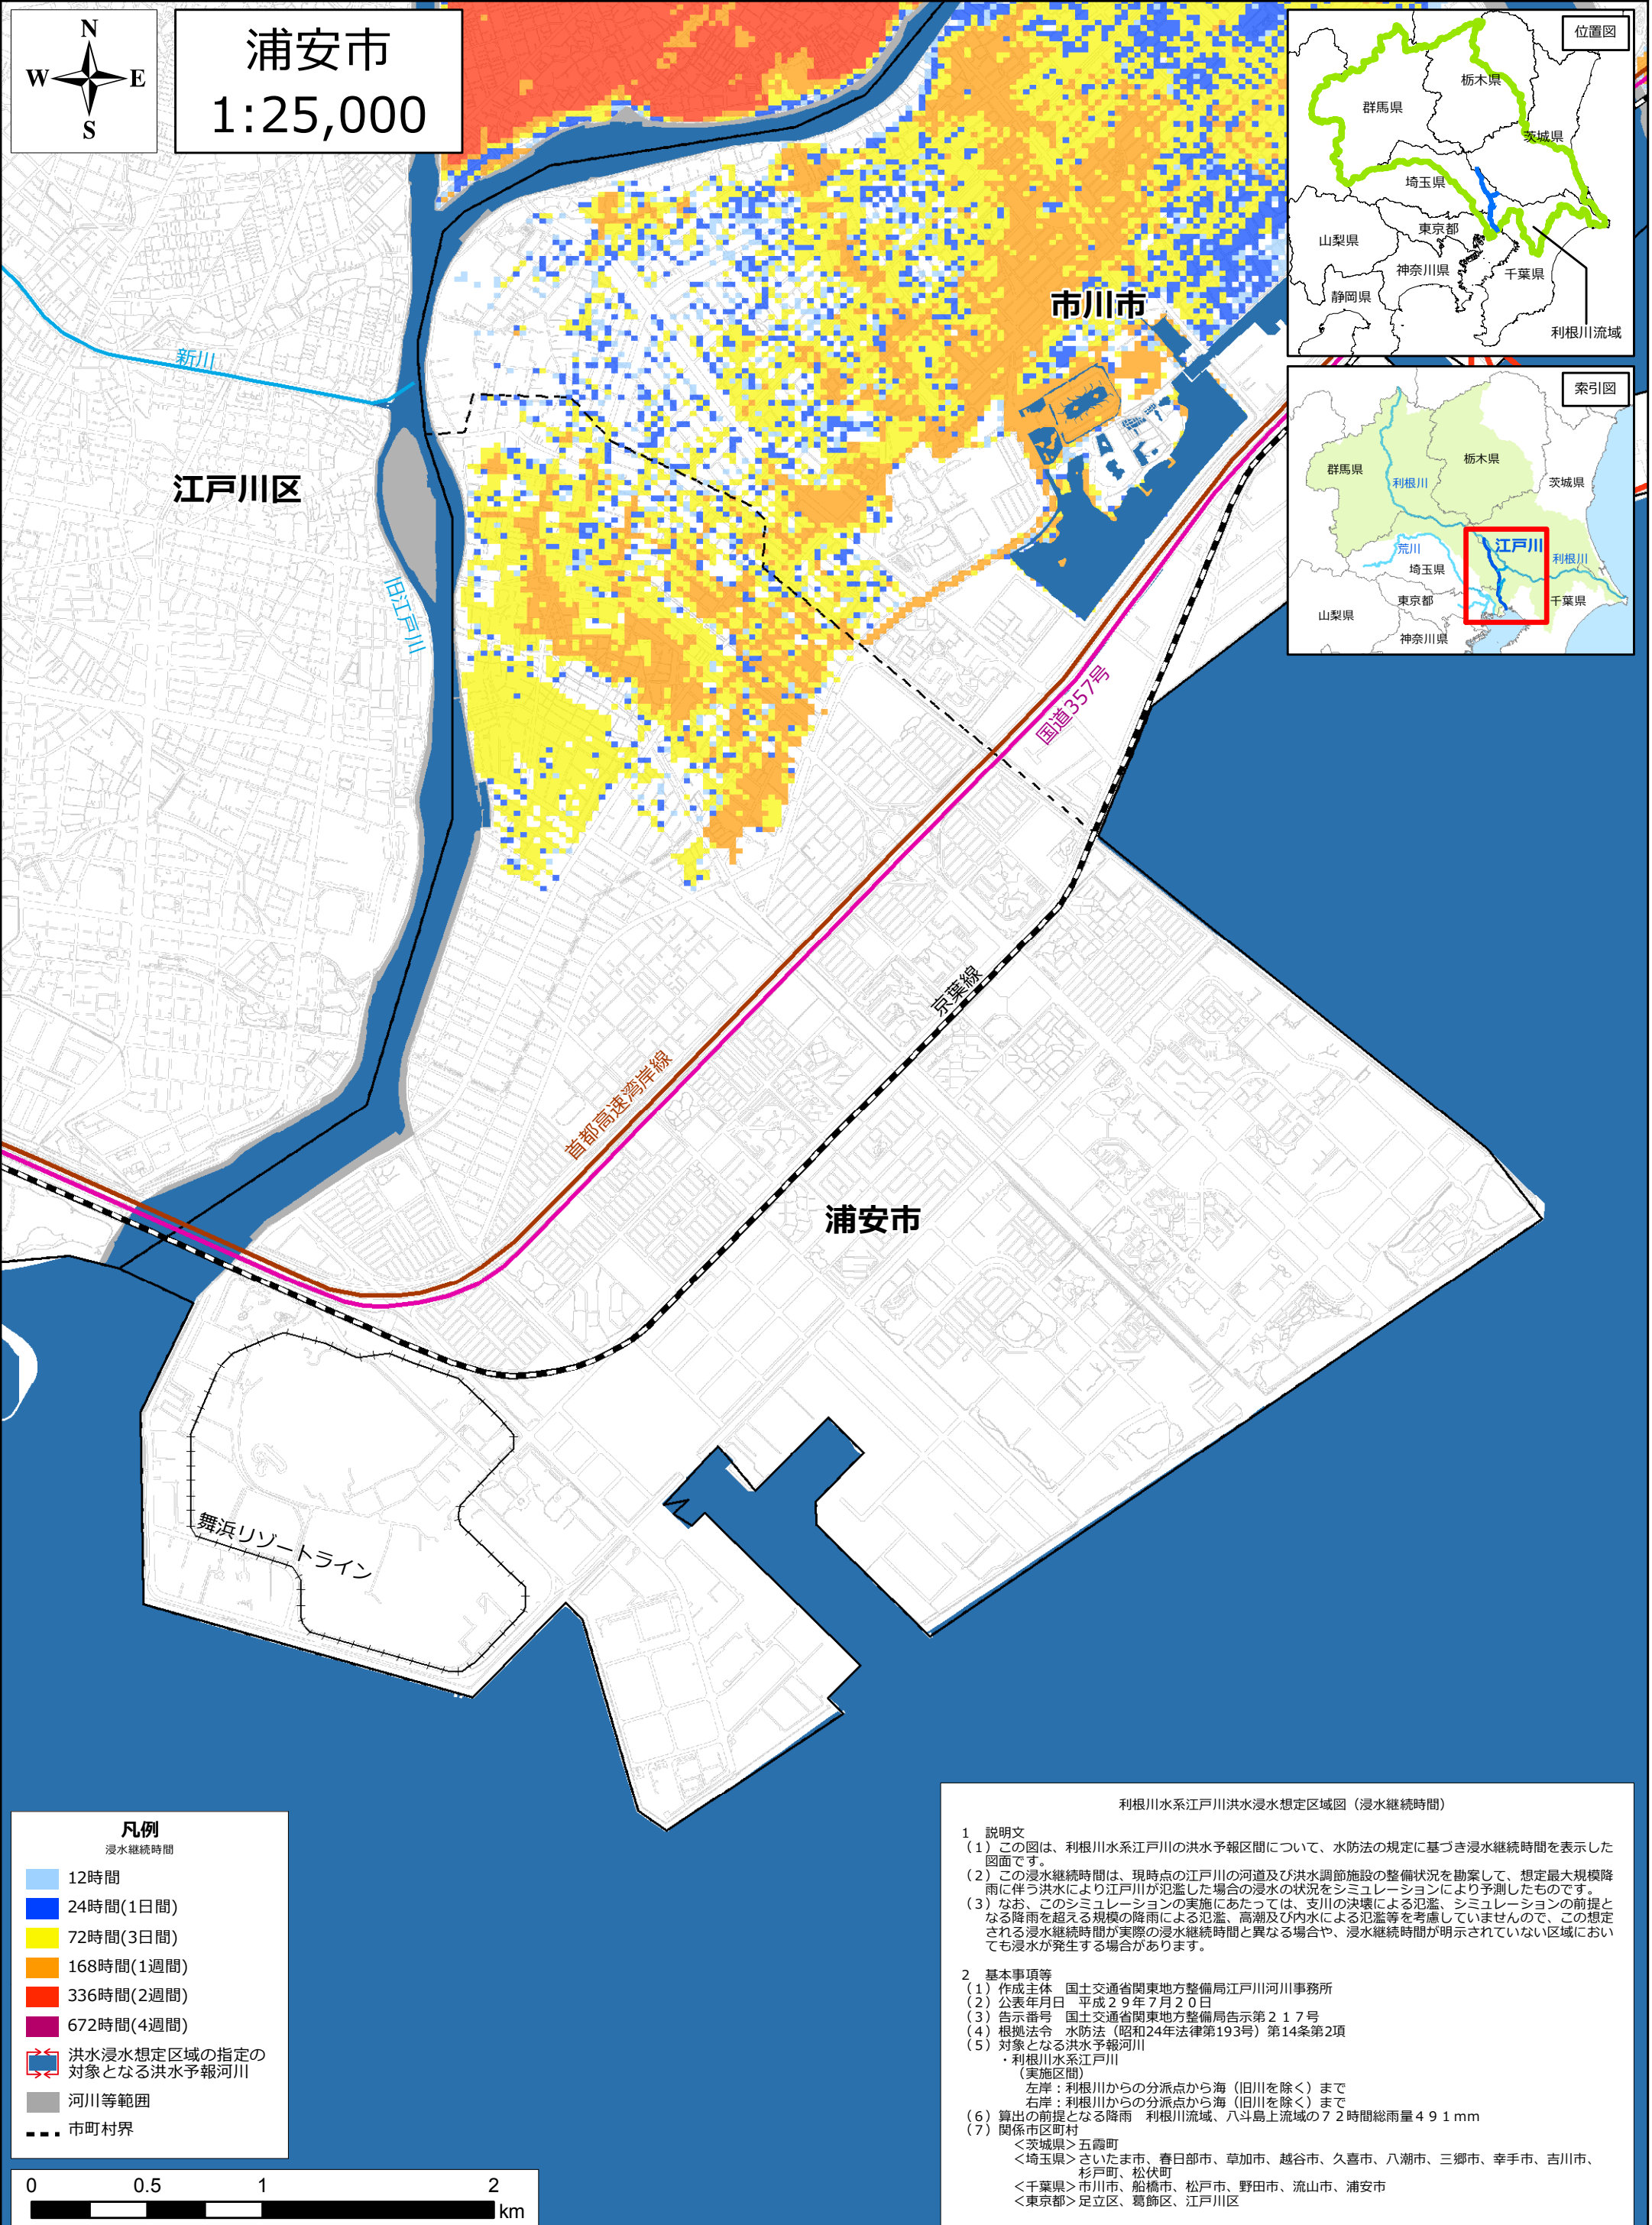 N
W E
S
浦安市
1:25,000
位置図
栃木県
群馬県
茨城県
埼玉県
東京都
山梨県
神奈川県
千葉県
静岡県
利根川流域
索引図
栃木県
群馬県
利根川
茨城県
江戸川
荒川
利根川
埼玉県
東京都
千葉県
山梨県
神奈川県
市川市
新川
江戸川区
旧江戸川
国道357号
京葉線
首都高速湾岸線
浦安市
舞浜リゾートライン
凡例
浸水継続時間
12時間
24時間(1日間)
72時間(3日間)
168時間(1週間)
336時間(2週間)
672時間(4週間)
洪水浸水想定区域の指定の
対象となる洪水予報河川
河川等範囲
市町村界
0 0.5 1 2
km
利根川水系江戸川洪水浸水想定区域図（浸水継続時間）
1 説明文
（1）この図は、利根川水系江戸川の洪水予報区間について、水防法の規定に基づき浸水継続時間を表示した
図面です。
（2）この浸水継続時間は、現時点の江戸川の河道及び洪水調節施設の整備状況を勘案して、想定最大規模降
雨に伴う洪水により江戸川が氾濫した場合の浸水の状況をシミュレーションにより予測したものです。
（3）なお、このシミュレーションの実施にあたっては、支川の決壊による氾濫、シミュレーションの前提と
なる降雨を超える規模の降雨による氾濫、高潮及び内水による氾濫等を考慮していませんので、この想定
される浸水継続時間が実際の浸水継続時間と異なる場合や、浸水継続時間が明示されていない区域におい
ても浸水が発生する場合があります。
2 基本事項等
（1）作成主体 国土交通省関東地方整備局江戸川河川事務所
（2）公表年月日 平成２９年７月２０日
（3）告示番号 国土交通省関東地方整備局告示第２１７号
（4）根拠法令 水防法（昭和24年法律第193号）第14条第2項
（5）対象となる洪水予報河川
・利根川水系江戸川
（実施区間）
左岸：利根川からの分派点から海（旧川を除く）まで
右岸：利根川からの分派点から海（旧川を除く）まで
（6）算出の前提となる降雨 利根川流域、八斗島上流域の７２時間総雨量４９１mm
（7）関係市区町村
＜茨城県＞五霞町
＜埼玉県＞さいたま市、春日部市、草加市、越谷市、久喜市、八潮市、三郷市、幸手市、吉川市、
杉戸町、松伏町
＜千葉県＞市川市、船橋市、松戸市、野田市、流山市、浦安市
＜東京都＞足立区、葛飾区、江戸川区